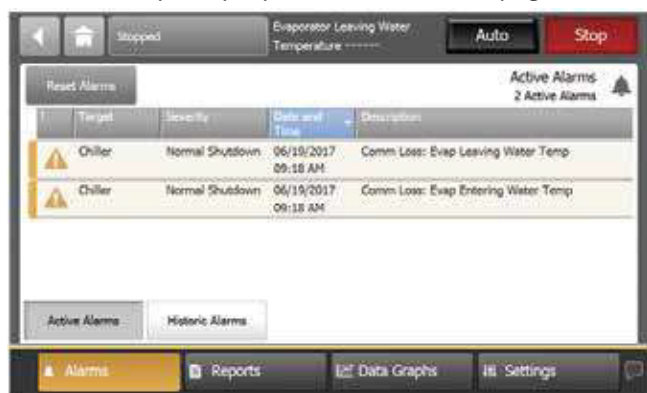 Stopped
Evaporator Leaving Water
Temperature ------
Auto
Stop
Reset Alarms
Active Alarms
2 Active Alarms
! Target Severity Date and Time Description
Chiller Normal Shutdown 06/19/2017 Comm Loss: Evap Leaving Water Temp
09:18 AM
Chiller Normal Shutdown 06/19/2017 Comm Loss: Evap Entering Water Temp
09:18 AM
Active Alarms Historic Alarms
Alarms Reports Data Graphs Settings